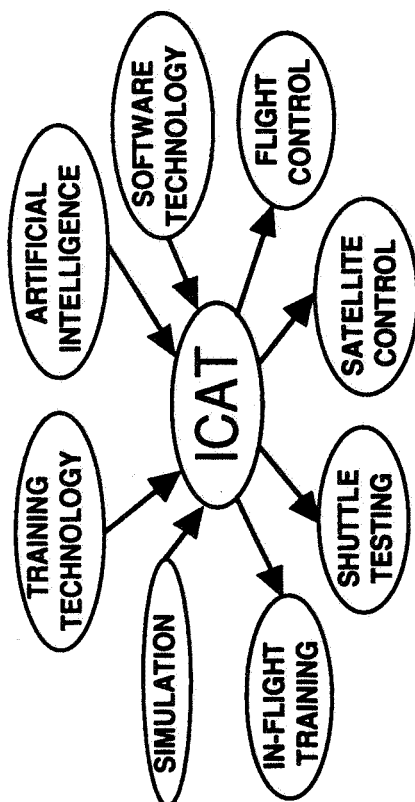 TRAINING
TECHNOLOGY
ARTIFICIAL
INTELLIGENCE
SIMULATION
SOFTWARE
TECHNOLOGY
ICAT
IN-FLIGHT
TRAINING
SHUTTLE
TESTING
SATELLITE
CONTROL
FLIGHT
CONTROL